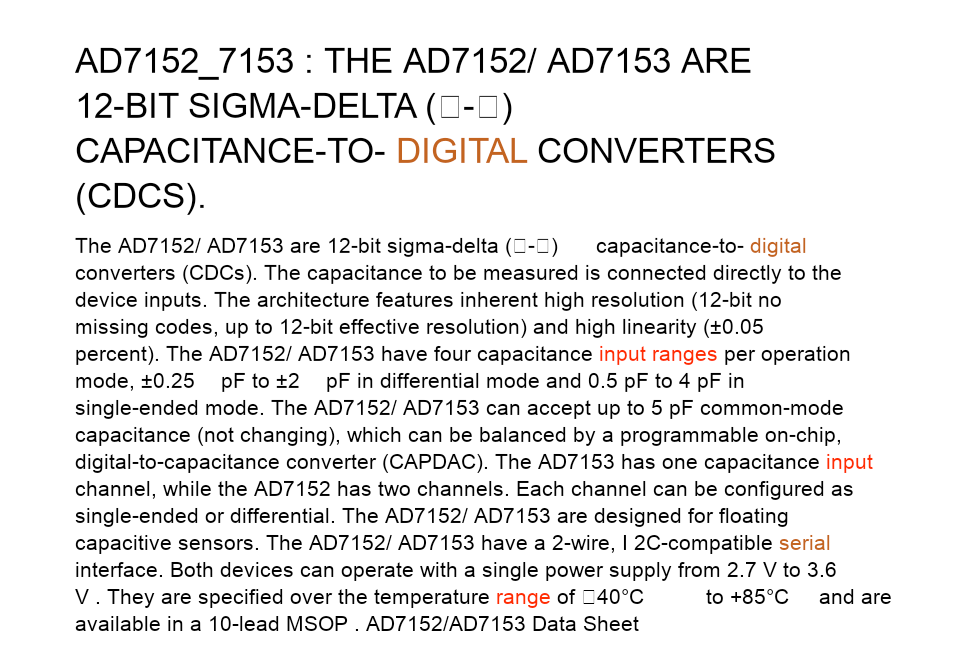 AD7152_7153 : THE AD7152/ AD7153 ARE
12-BIT SIGMA-DELTA (□-□)
CAPACITANCE-TO- DIGITAL CONVERTERS
(CDCS).
The AD7152/ AD7153 are 12-bit sigma-delta (□-□) capacitance-to- digital
converters (CDCs). The capacitance to be measured is connected directly to the
device inputs. The architecture features inherent high resolution (12-bit no
missing codes, up to 12-bit effective resolution) and high linearity (±0.05
percent). The AD7152/ AD7153 have four capacitance input ranges per operation
mode, ±0.25 pF to ±2 pF in differential mode and 0.5 pF to 4 pF in
single-ended mode. The AD7152/ AD7153 can accept up to 5 pF common-mode
capacitance (not changing), which can be balanced by a programmable on-chip,
digital-to-capacitance converter (CAPDAC). The AD7153 has one capacitance input
channel, while the AD7152 has two channels. Each channel can be configured as
single-ended or differential. The AD7152/ AD7153 are designed for floating
capacitive sensors. The AD7152/ AD7153 have a 2-wire, I 2C-compatible serial
interface. Both devices can operate with a single power supply from 2.7 V to 3.6
V . They are specified over the temperature range of □40°C to +85°C and are
available in a 10-lead MSOP . AD7152/AD7153 Data Sheet